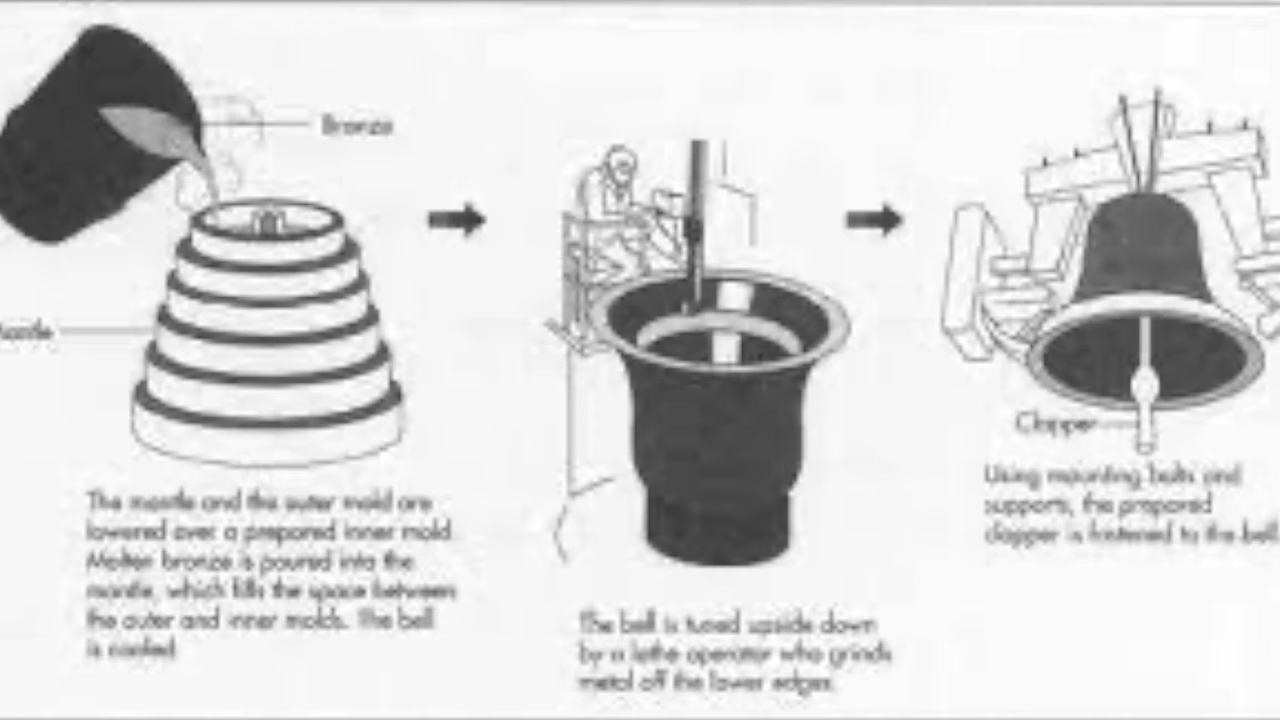 Bronze
Mantle
The mantle and the outer mold are
lowered over a prepared inner mold.
Molten bronze is poured into the
mantle, which fills the space between
the outer and inner molds. The bell
is cooled.
The bell is tuned upside down
by a lathe operator who grinds
metal off the lower edges.
Clapper
Using mounting bolts and
supports, the prepared
clapper is fastened to the bell.